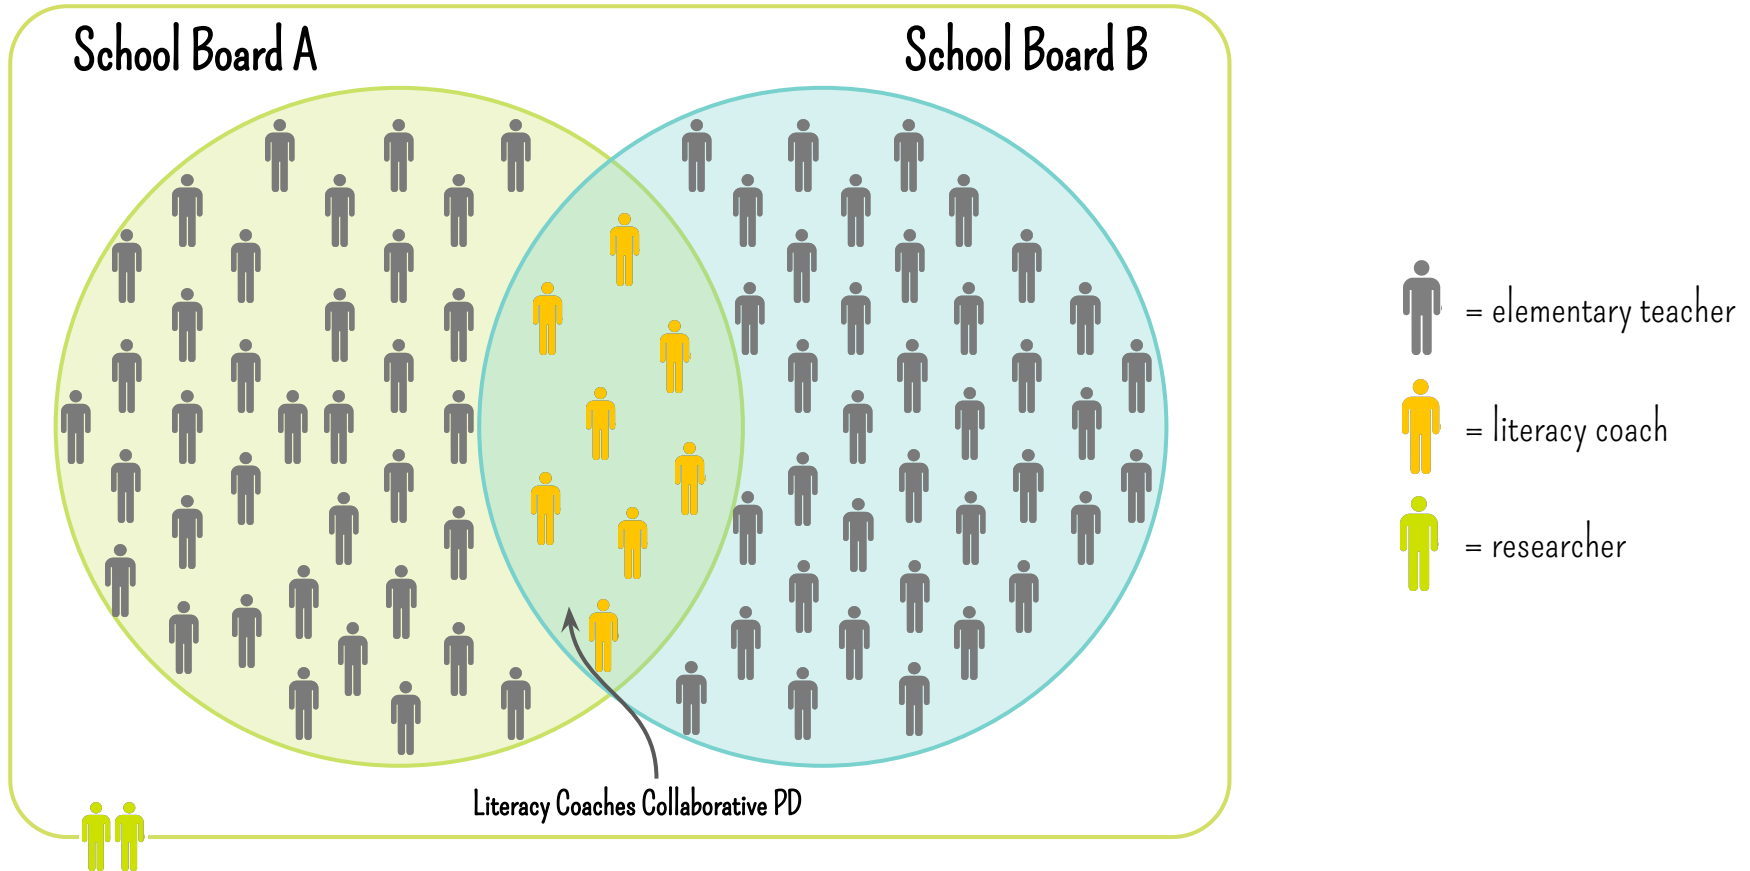 School Board A
School Board B
= elementary teacher
= literacy coach
= researcher
Literacy Coaches Collaborative PD